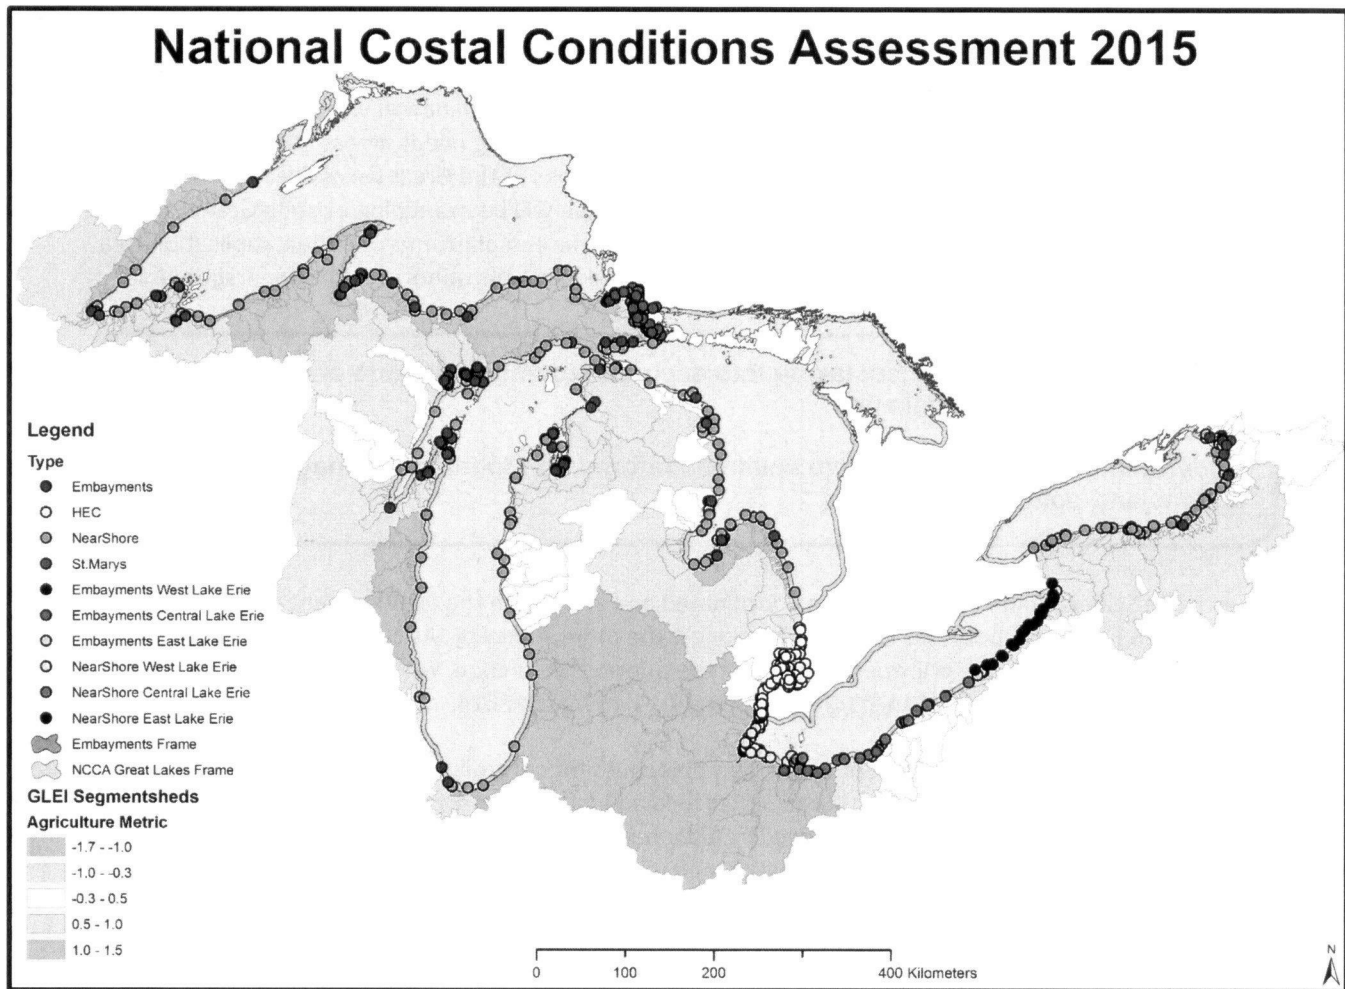 National Costal Conditions Assessment 2015
Legend
Type
Embayments
HEC
NearShore
St.Marys
Embayments West Lake Erie
Embayments Central Lake Erie
Embayments East Lake Erie
NearShore West Lake Erie
NearShore Central Lake Erie
NearShore East Lake Erie
Embayments Frame
NCCA Great Lakes Frame
GLEI Segmentsheds
Agriculture Metric
-1.7 - -1.0
-1.0 - -0.3
-0.3 - 0.5
0.5 - 1.0
1.0 - 1.5
0 100 200 400 Kilometers
N